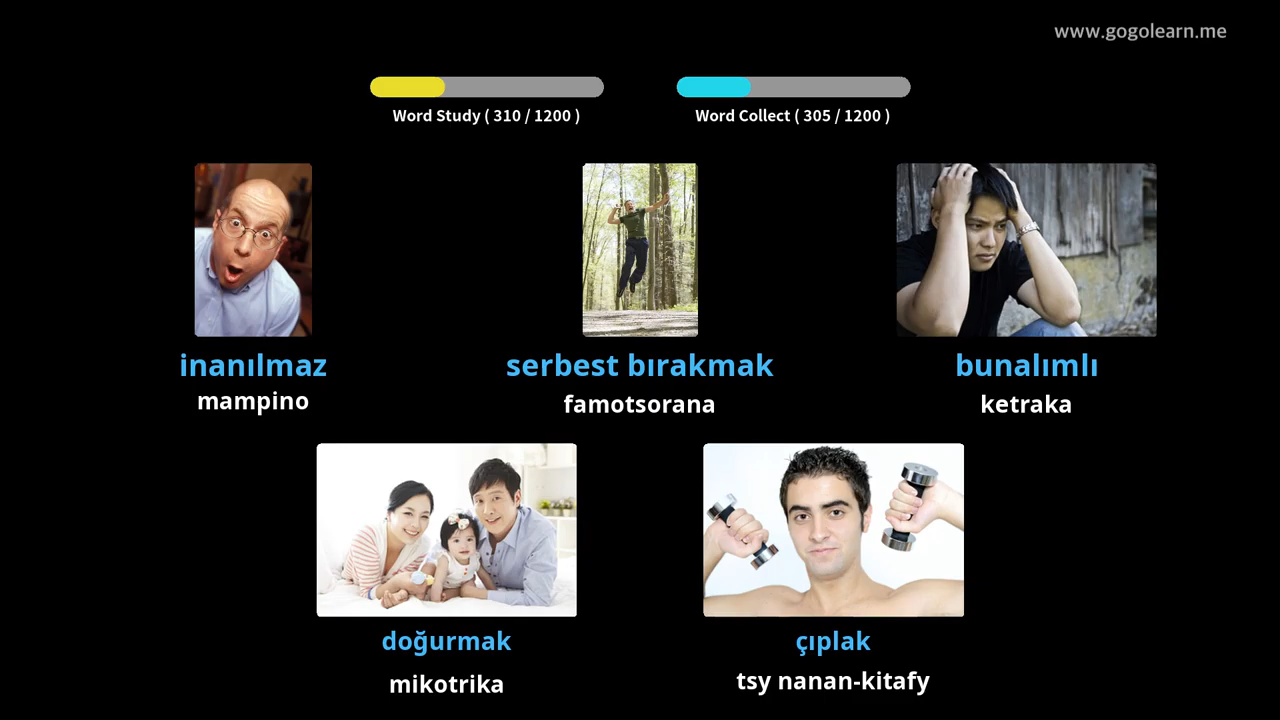 www.gogolearn.me
Word Study ( 310 / 1200 )
Word Collect ( 305 / 1200 )
inanılmaz
mampino
serbest bırakmak
famotsorana
bunalımlı
ketraka
doğurmak
mikotrika
çıplak
tsy nanan-kitafy